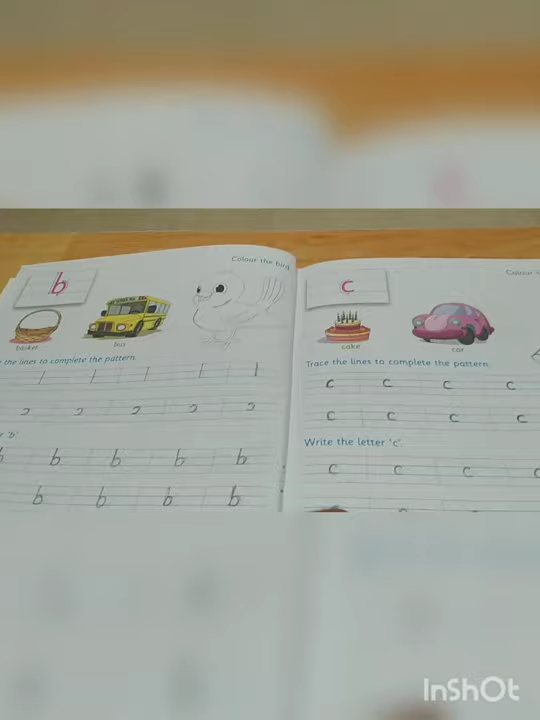 Colour the bird
b
basket
bus
the lines to complete the pattern.
'b'
b b b b
b b b b
Colour
c
cake
car
Trace the lines to complete the pattern.
c c c c
c c c c
Write the letter 'c'.
c c c c
InShOt